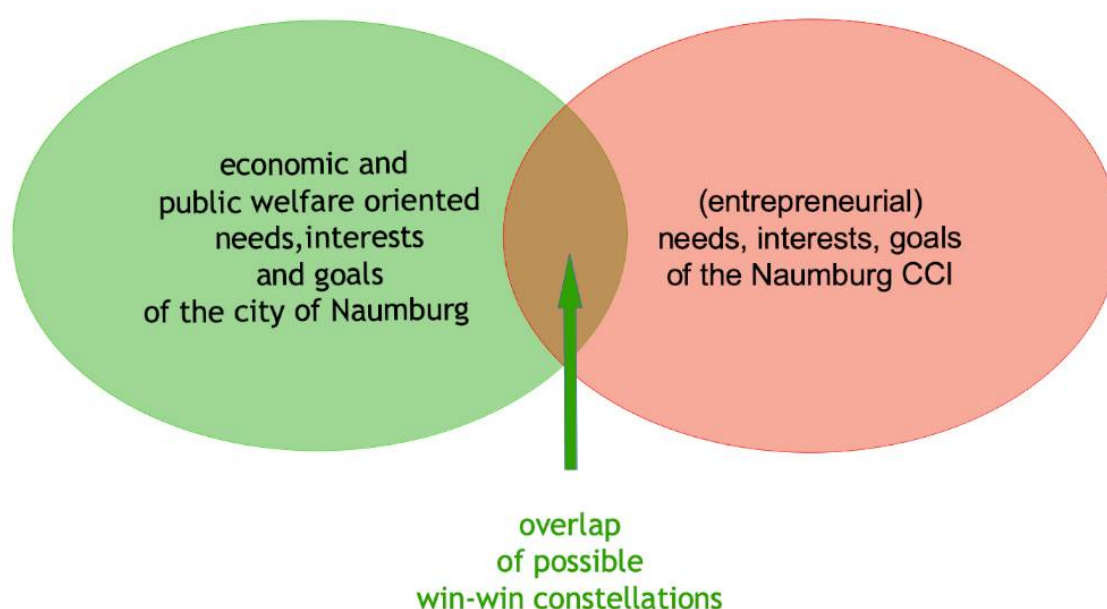 economic and
public welfare oriented
needs,interests
and goals
of the city of Naumburg
(entrepreneurial)
needs, interests, goals
of the Naumburg CCI
overlap
of possible
win-win constellations